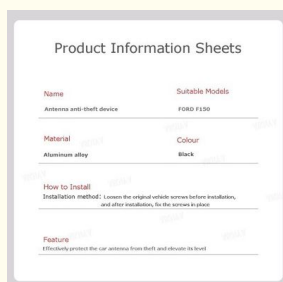 Product Information Sheets
Name
Suitable Models
Antenna anti-theft device
FORD F150
Material
Colour
Aluminum alloy
Black
How to Install
Installation method: Loosen the original vehicle screws before installation,
and after installation, fix the screws in place
Feature
Effectively protect the car antenna from theft and elevate its level